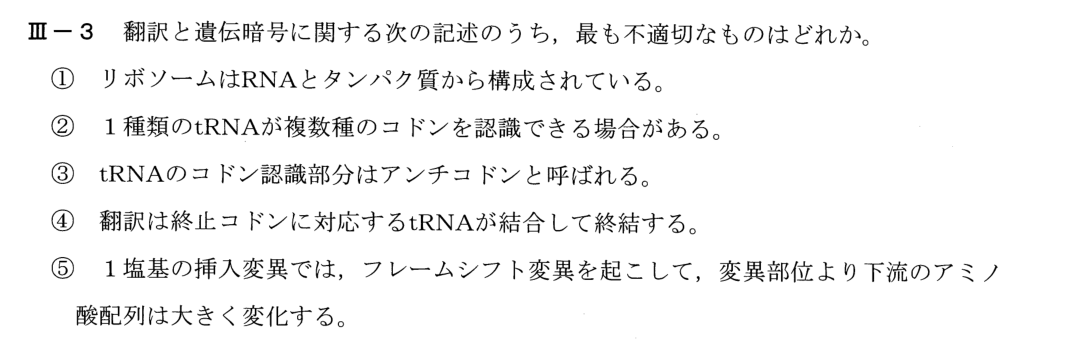 Ⅲ－3　翻訳と遺伝暗号に関する次の記述のうち，最も不適切なものはどれか。
①　リボソームはRNAとタンパク質から構成されている。
②　１種類のtRNAが複数種のコドンを認識できる場合がある。
③　tRNAのコドン認識部分はアンチコドンと呼ばれる。
④　翻訳は終止コドンに対応するtRNAが結合して終結する。
⑤　１塩基の挿入変異では，フレームシフト変異を起こして，変異部位より下流のアミノ
酸配列は大きく変化する。